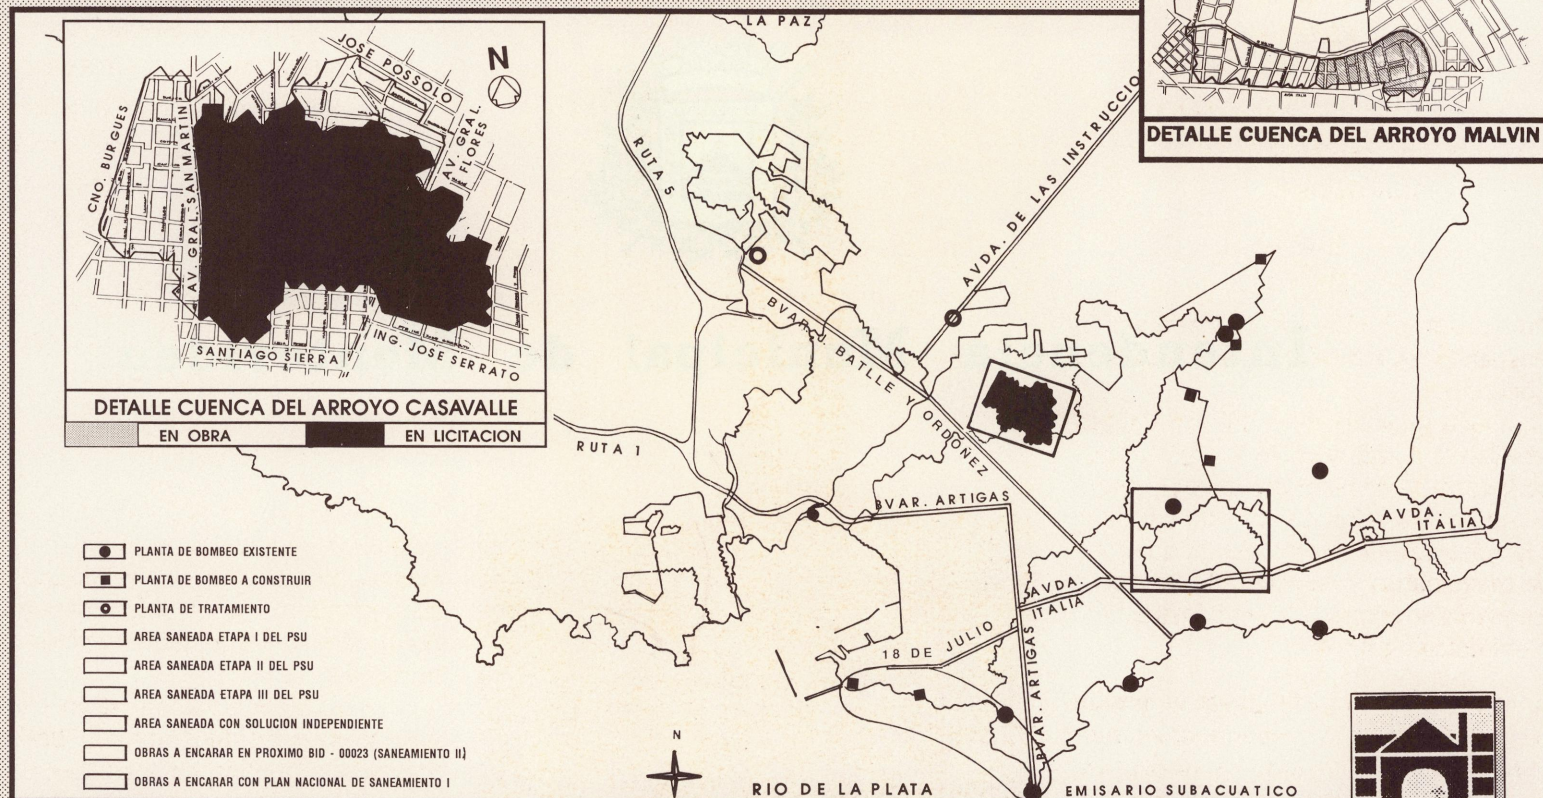 JOSE POSSOLO
N
CNO. BURGUES
AV. GRAL. SAN MARTIN
AV. GRAL. FLORES
SANTIAGO SIERRA
ING. JOSE SERRATO
DETALLE CUENCA DEL ARROYO CASAVALLE
EN OBRA
EN LICITACION
LA PAZ
RUTA 5
AVDA. DE LAS INSTRUCCIO
DETALLE CUENCA DEL ARROYO MALVIN
BVAR. J. BATLLE Y ORDOÑEZ
RUTA 1
BVAR. ARTIGAS
AVDA. ITALIA
AVDA. ITALIA
18 DE JULIO
BVAR. ARTIGAS
PLANTA DE BOMBEO EXISTENTE
PLANTA DE BOMBEO A CONSTRUIR
PLANTA DE TRATAMIENTO
AREA SANEADA ETAPA I DEL PSU
AREA SANEADA ETAPA II DEL PSU
AREA SANEADA ETAPA III DEL PSU
AREA SANEADA CON SOLUCION INDEPENDIENTE
OBRAS A ENCARAR EN PROXIMO BID - 00023 (SANEAMIENTO II)
OBRAS A ENCARAR CON PLAN NACIONAL DE SANEAMIENTO I
N
RIO DE LA PLATA
EMISARIO SUBACUATICO